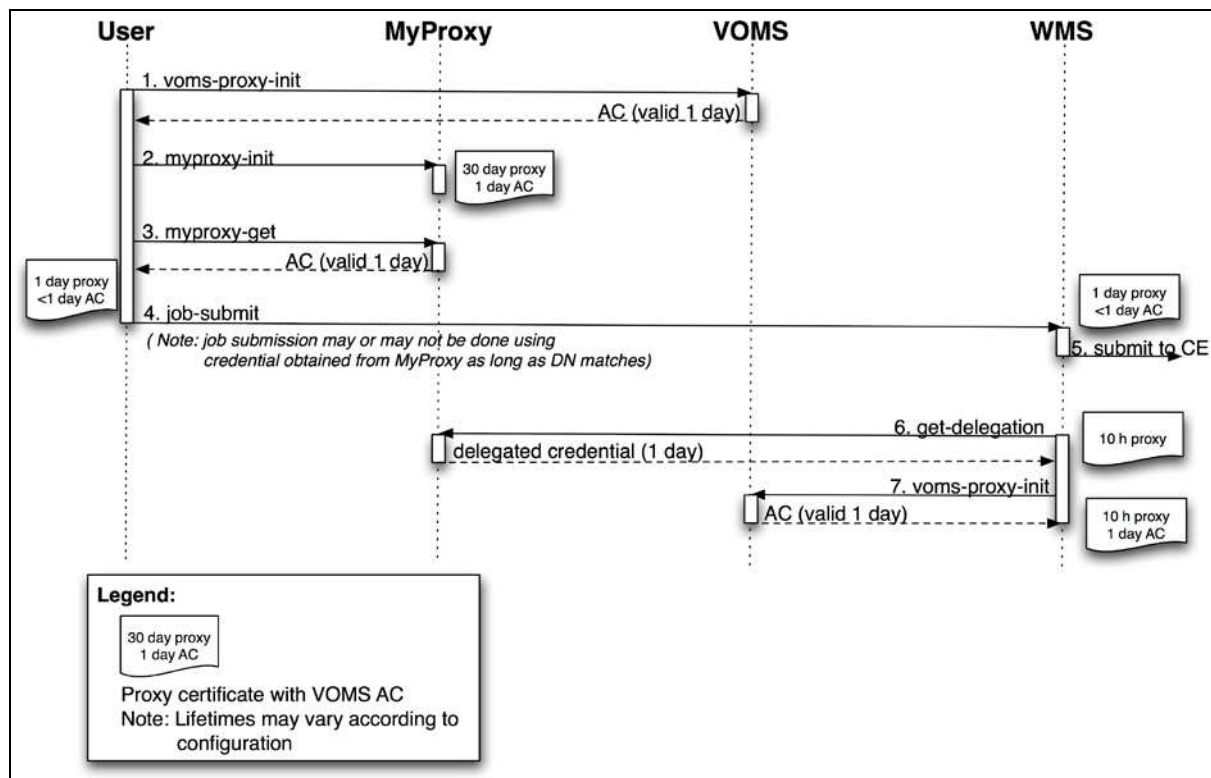 User MyProxy VOMS WMS
1. voms-proxy-init
AC (valid 1 day)
2. myproxy-init
30 day proxy
1 day AC
3. myproxy-get
AC (valid 1 day)
1 day proxy
<1 day AC
1 day proxy
<1 day AC
4. job-submit
( Note: job submission may or may not be done using
credential obtained from MyProxy as long as DN matches)
5. submit to CE
6. get-delegation
10 h proxy
delegated credential (1 day)
7. voms-proxy-init
AC (valid 1 day)
10 h proxy
1 day AC
Legend:
30 day proxy
1 day AC
Proxy certificate with VOMS AC
Note: Lifetimes may vary according to
configuration